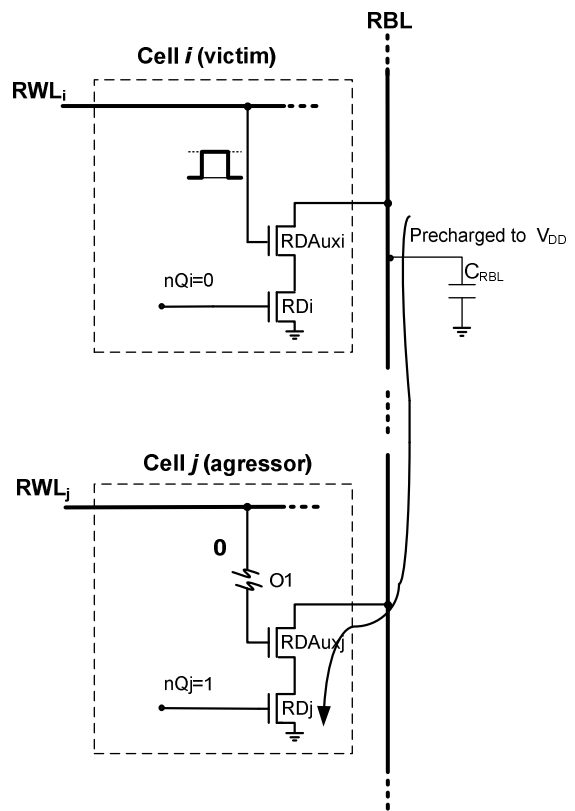 RBL
Cell i (victim)
RWLi
RDAuxi
Precharged to VDD
CRBL
nQi=0
RDi
Cell j (agressor)
RWLj
0
O1
RDAuxj
nQj=1
RDj